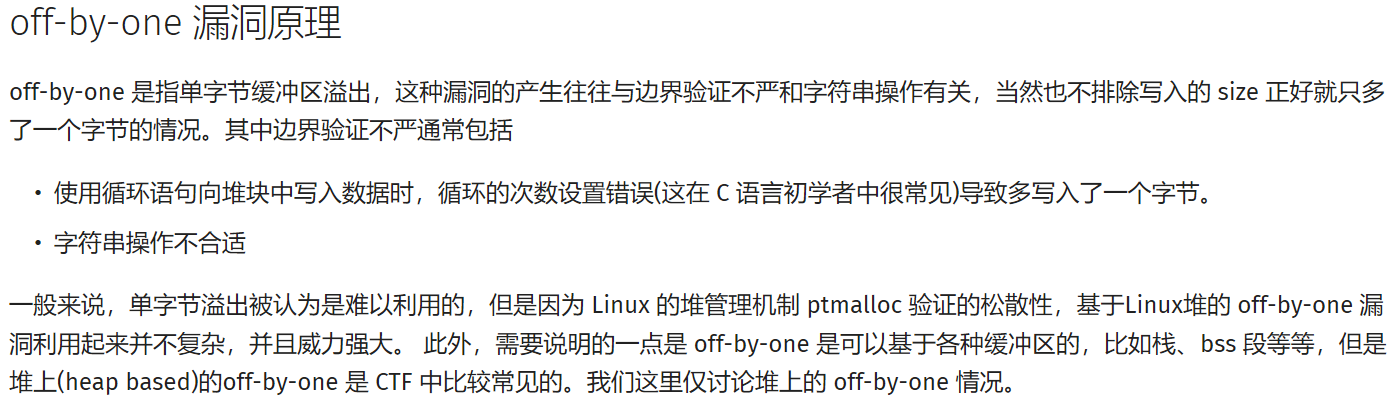 off-by-one 漏洞原理
off-by-one 是指单字节缓冲区溢出，这种漏洞的产生往往与边界验证不严和字符串操作有关，当然也不排除写入的 size 正好就只多
了一个字节的情况。其中边界验证不严通常包括
• 使用循环语句向堆块中写入数据时，循环的次数设置错误(这在 C 语言初学者中很常见)导致多写入了一个字节。
• 字符串操作不合适
一般来说，单字节溢出被认为是难以利用的，但是因为 Linux 的堆管理机制 ptmalloc 验证的松散性，基于Linux堆的 off-by-one 漏
洞利用起来并不复杂，并且威力强大。 此外，需要说明的一点是 off-by-one 是可以基于各种缓冲区的，比如栈、bss 段等等，但是
堆上(heap based)的off-by-one 是 CTF 中比较常见的。我们这里仅讨论堆上的 off-by-one 情况。